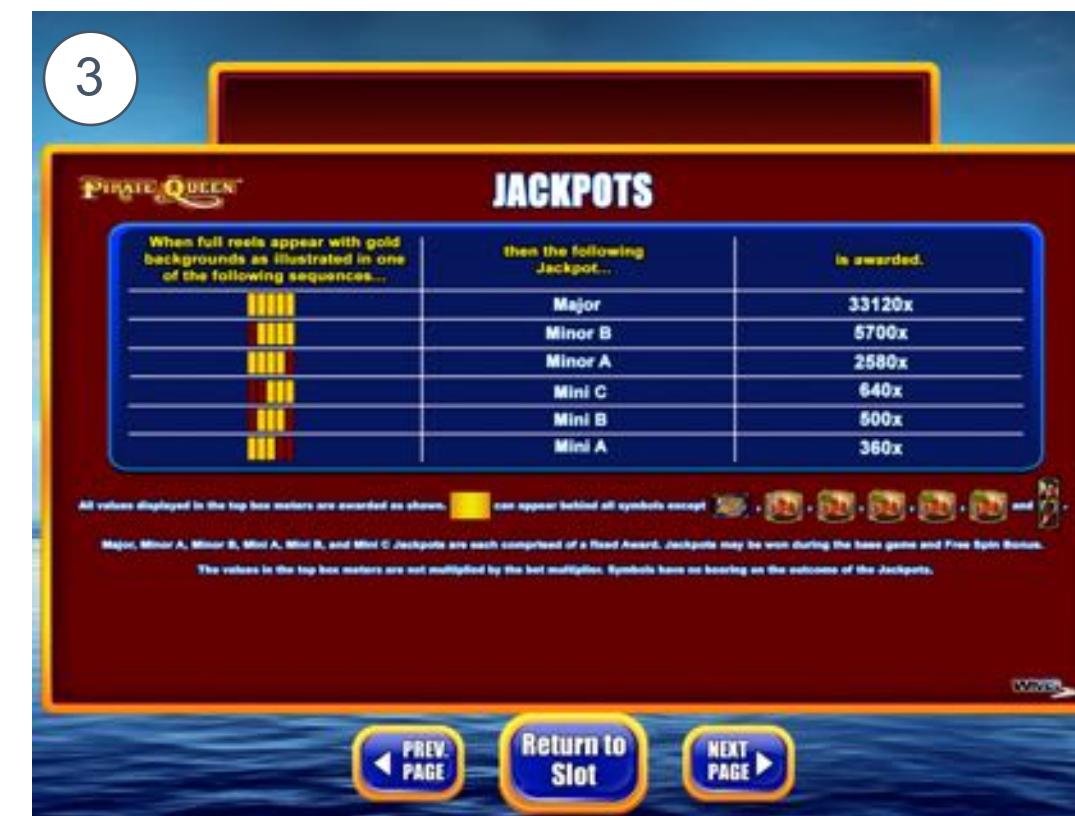 3
PIRATE QUEEN
JACKPOTS
When full reels appear with gold
backgrounds as illustrated in one
of the following sequences...
then the following
Jackpot...
is awarded.
Major 33120x
Minor B 5700x
Minor A 2580x
Mini C 640x
Mini B 500x
Mini A 360x
All values displayed in the top box meters are awarded as shown. can appear behind all symbols except , , , , , and .
Major, Minor A, Minor B, Mini A, Mini B, and Mini C Jackpots are each comprised of a fixed Award. Jackpots may be won during the base game and Free Spin Bonus.
The values in the top box meters are not multiplied by the bet multiplier. Symbols have no bearing on the outcome of the Jackpots.
WMS
PREV.
PAGE
Return to
Slot
NEXT
PAGE